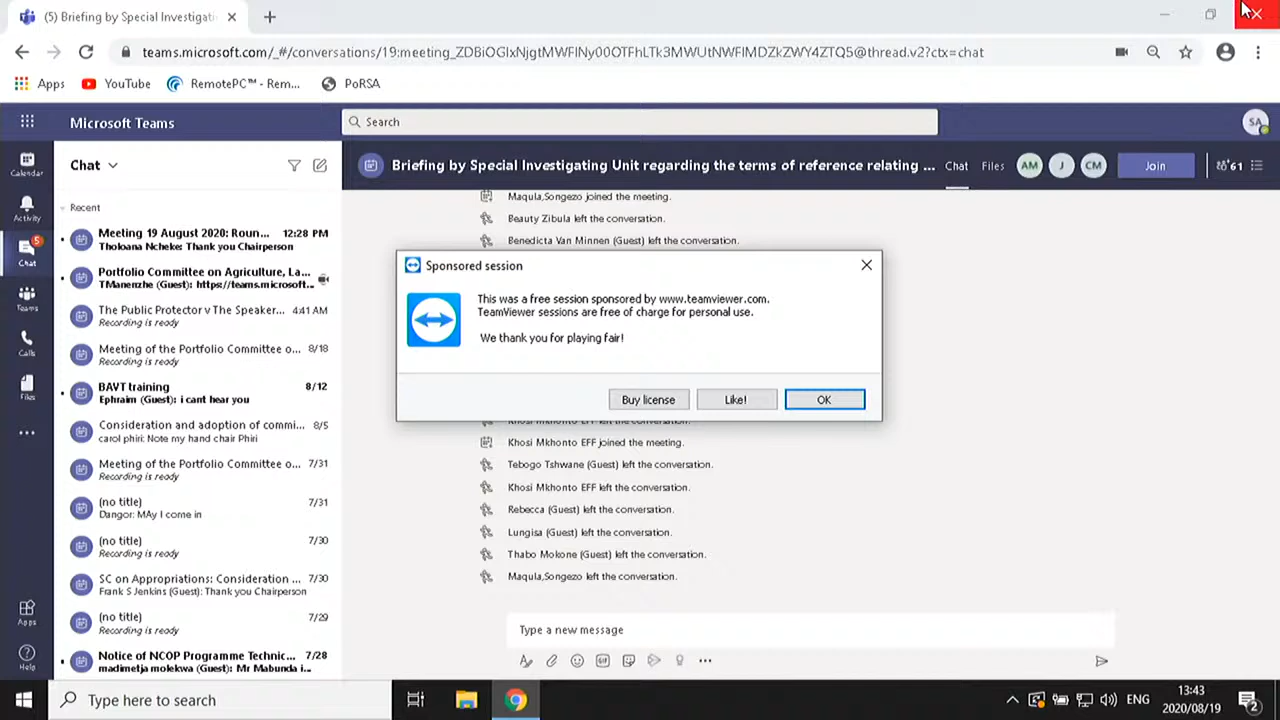 (5) Briefing by Special Investigati
teams.microsoft.com/_#/conversations/19:meeting_ZDBiOGIxNjgtMWFlNy00OTFhLTk3MWUtNWFlMDZkZWY4ZTQ5@thread.v2?ctx=chat
Apps YouTube RemotePC™ - Rem... PoRSA
Microsoft Teams
Search
SA
Calendar
Activity
5
Chat
Teams
Calls
Files
Apps
Help
Chat
Recent
Meeting 19 August 2020: Roun... 12:28 PM
Tholoana Ncheke: Thank you Chairperson
Portfolio Committee on Agriculture, La...
TManenzhe (Guest): https://teams.microsoft...
The Public Protector v The Speaker... 4:41 AM
Recording is ready
Meeting of the Portfolio Committee o... 8/18
Recording is ready
BAVT training 8/12
Ephraim (Guest): i cant hear you
Consideration and adoption of commi... 8/5
carol phiri: Note my hand chair Phiri
Meeting of the Portfolio Committee o... 7/31
Recording is ready
(no title) 7/31
Dangor: MAy I come in
(no title) 7/30
Recording is ready
SC on Appropriations: Consideration ... 7/30
Frank S Jenkins (Guest): Thank you Chairperson
(no title) 7/29
Recording is ready
Notice of NCOP Programme Technic... 7/28
madimetja molekwa (Guest): Mr Mabunda i...
Briefing by Special Investigating Unit regarding the terms of reference relating ... Chat Files AM J CM Join 61
Maqula,Songezo joined the meeting.
Beauty Zibula left the conversation.
Benedicta Van Minnen (Guest) left the conversation.
Sponsored session
This was a free session sponsored by www.teamviewer.com.
TeamViewer sessions are free of charge for personal use.
We thank you for playing fair!
Buy license Like! OK
Khosi Mkhonto EFF left the conversation.
Khosi Mkhonto EFF joined the meeting.
Tebogo Tshwane (Guest) left the conversation.
Khosi Mkhonto EFF left the conversation.
Rebecca (Guest) left the conversation.
Lungisa (Guest) left the conversation.
Thabo Mokone (Guest) left the conversation.
Maqula,Songezo left the conversation.
Type a new message
GIF
Type here to search
ENG
13:43
2020/08/19
2